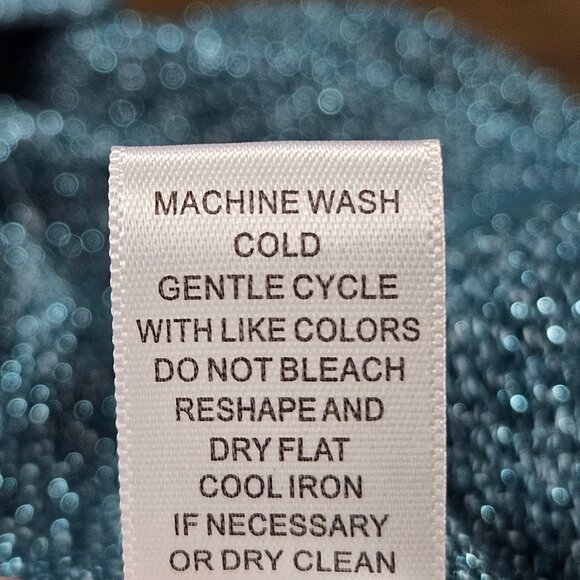 MACHINE WASH
COLD
GENTLE CYCLE
WITH LIKE COLORS
DO NOT BLEACH
RESHAPE AND
DRY FLAT
COOL IRON
IF NECESSARY
OR DRY CLEAN